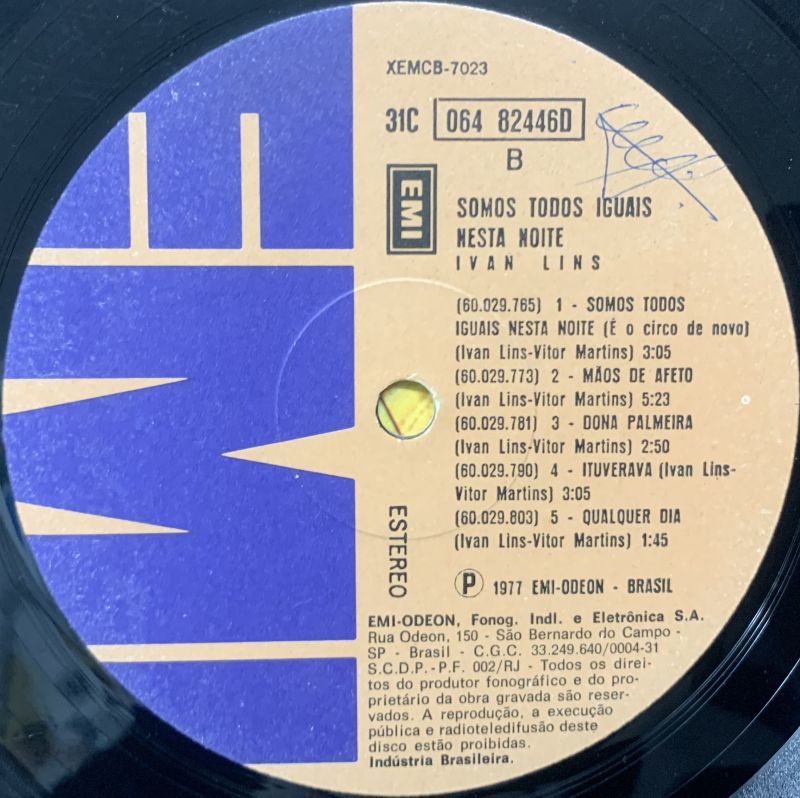 XEMCB-7023
31C 064 82446D
B
EMI
SOMOS TODOS IGUAIS
NESTA NOITE
IVAN LINS
(60.029.765) 1 - SOMOS TODOS
IGUAIS NESTA NOITE (É o circo de novo)
(Ivan Lins-Vitor Martins) 3:05
(60.029.773) 2 - MÃOS DE AFETO
(Ivan Lins-Vitor Martins) 5:23
(60.029.781) 3 - DONA PALMEIRA
(Ivan Lins-Vitor Martins) 2:50
(60.029.790) 4 - ITUVERAVA (Ivan Lins-
Vitor Martins) 3:05
(60.029.803) 5 - QUALQUER DIA
(Ivan Lins-Vitor Martins) 1:45
ESTEREO
Ⓟ 1977 EMI-ODEON - BRASIL
EMI-ODEON, Fonog. Indl. e Eletrônica S.A.
Rua Odeon, 150 - São Bernardo do Campo -
SP - Brasil - C.G.C. 33.249.640/0004-31
S.C.D.P.-P.F. 002/RJ - Todos os direi-
tos do produtor fonográfico e do pro-
prietário da obra gravada são reser-
vados. A reprodução, a execução
pública e radioteledifusão deste
disco estão proibidas.
Indústria Brasileira.